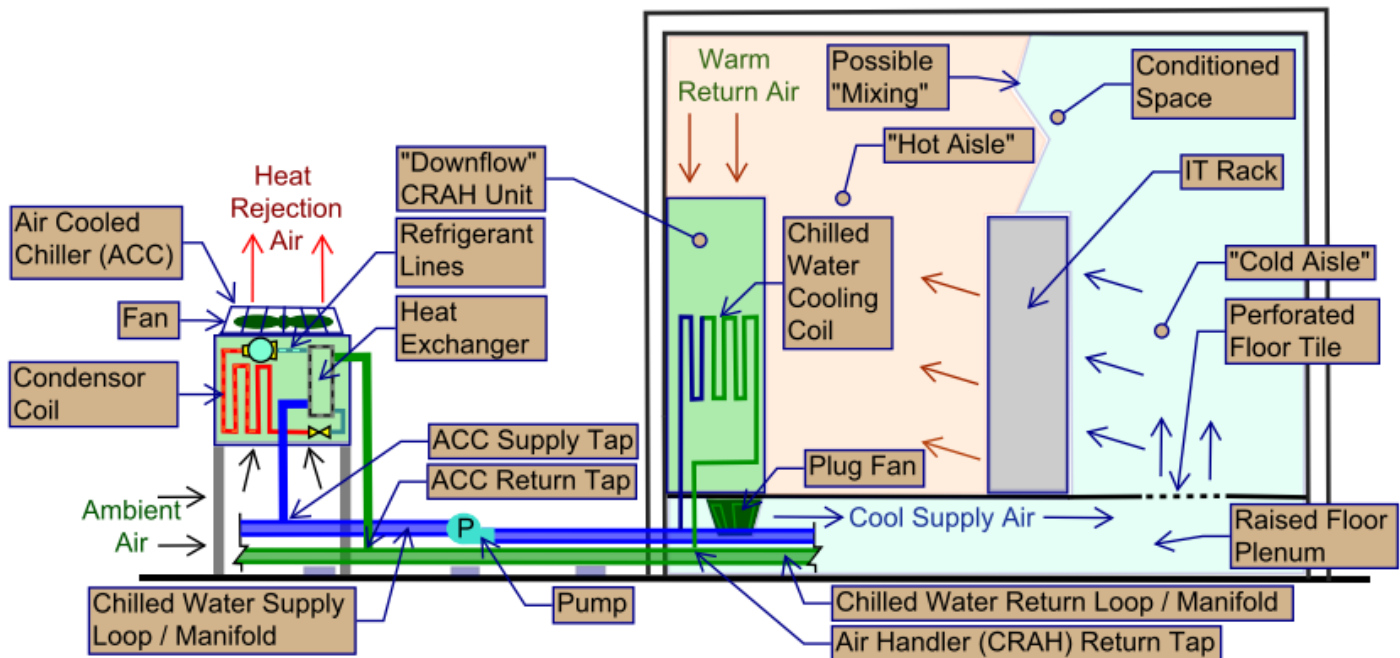 Warm
Return Air
Possible
"Mixing"
Conditioned
Space
"Hot Aisle"
IT Rack
"Downflow"
CRAH Unit
Heat
Rejection
Air
Air Cooled
Chiller (ACC)
Refrigerant
Lines
Chilled
Water
Cooling
Coil
"Cold Aisle"
Fan
Heat
Exchanger
Perforated
Floor Tile
Condensor
Coil
ACC Supply Tap
ACC Return Tap
Plug Fan
Ambient
Air
P
Cool Supply Air
Raised Floor
Plenum
Chilled Water Supply
Loop / Manifold
Pump
Chilled Water Return Loop / Manifold
Air Handler (CRAH) Return Tap